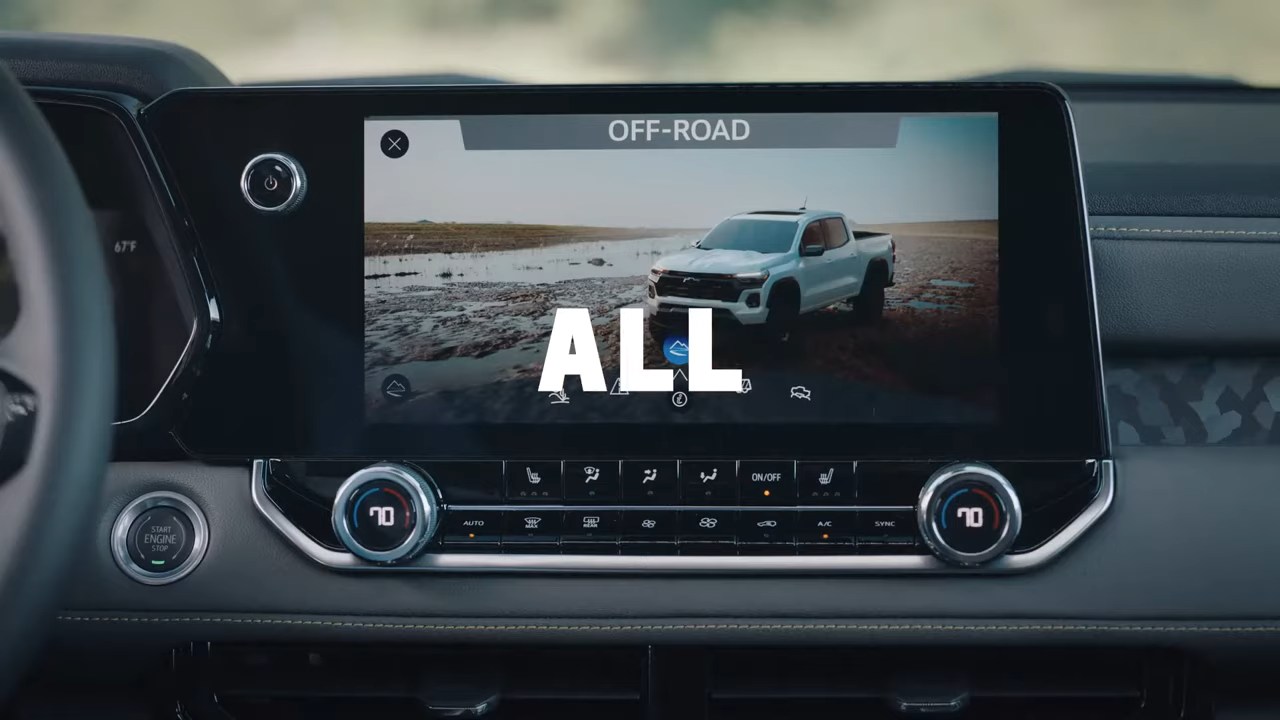 OFF-ROAD
67°F
ALL
ON/OFF
70
70
AUTO
MAX
REAR
A/C
SYNC
START
ENGINE
STOP